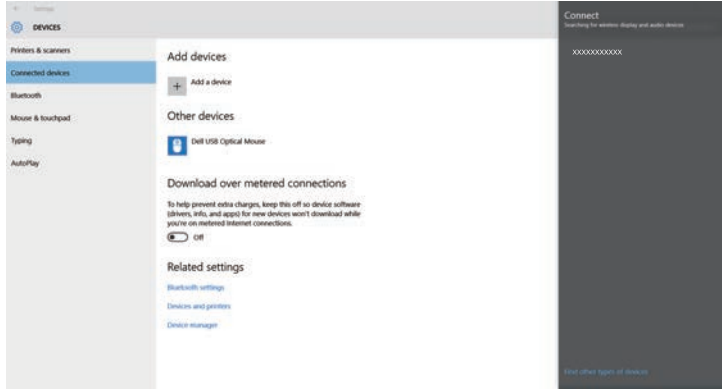 Settings
DEVICES
Printers & scanners
Connected devices
Bluetooth
Mouse & touchpad
Typing
AutoPlay
Add devices
Add a device
Other devices
Dell USB Optical Mouse
Download over metered connections
To help prevent extra charges, keep this off so device software
(drivers, info, and apps) for new devices won't download while
you're on metered Internet connections.
Off
Related settings
Bluetooth settings
Devices and printers
Device manager
Connect
Searching for wireless display and audio devices
xxxxxxxxxxx
Find other types of devices